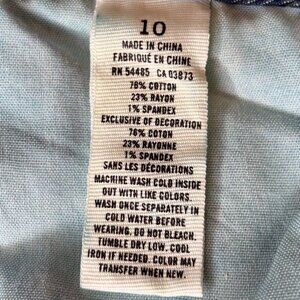 10
MADE IN CHINA
FABRIQUÉ EN CHINE
RN 54485 CA 03873
76% COTTON
23% RAYON
1% SPANDEX
EXCLUSIVE OF DECORATION
76% COTON
23% RAYONNE
1% SPANDEX
SANS LES DÉCORATIONS
MACHINE WASH COLD INSIDE
OUT WITH LIKE COLORS.
WASH ONCE SEPARATELY IN
COLD WATER BEFORE
WEARING. DO NOT BLEACH.
TUMBLE DRY LOW. COOL
IRON IF NEEDED. COLOR MAY
TRANSFER WHEN NEW.